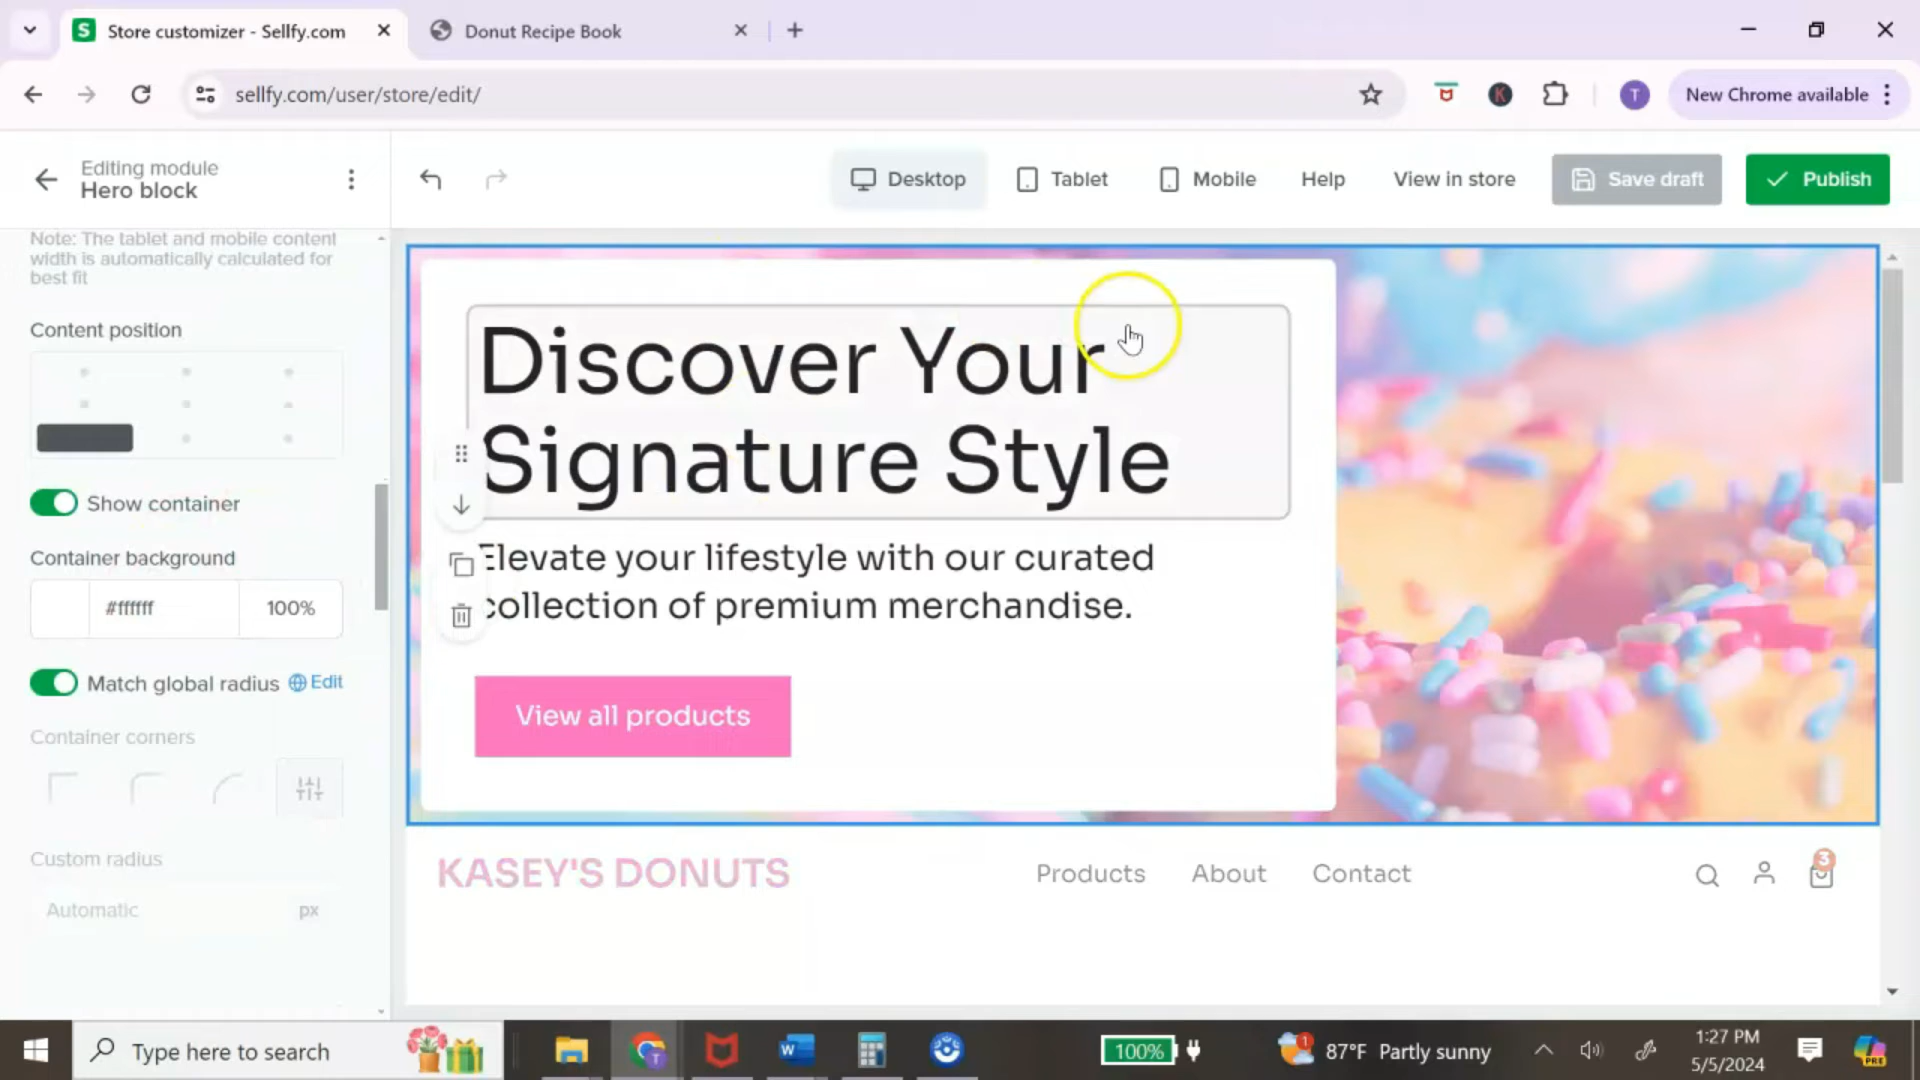 Store customizer - Sellfy.com
Donut Recipe Book
sellfy.com/user/store/edit/
K
T
New Chrome available
Editing module
Hero block
Desktop
Tablet
Mobile
Help
View in store
Save draft
Publish
Note: The tablet and mobile content
width is automatically calculated for
best fit
Content position
Show container
Container background
#ffffff
100%
Match global radius
Edit
Container corners
Custom radius
Automatic
px
Discover Your
Signature Style
Elevate your lifestyle with our curated
collection of premium merchandise.
View all products
KASEY'S DONUTS
Products
About
Contact
3
Type here to search
T
W
100%
1
87°F Partly sunny
1:27 PM
5/5/2024
PRE